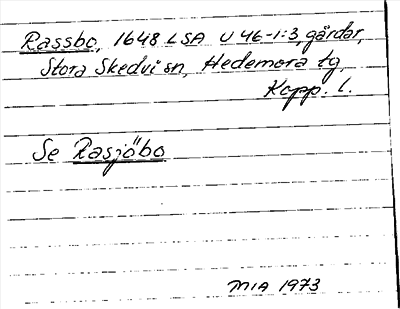 Rassbo, 1648 LSA U 46-1:3, gårdar,
Stora Skedvi sn, Hedemora tg,
Kopp. l.
Se Rasjöbo
MIA 1973